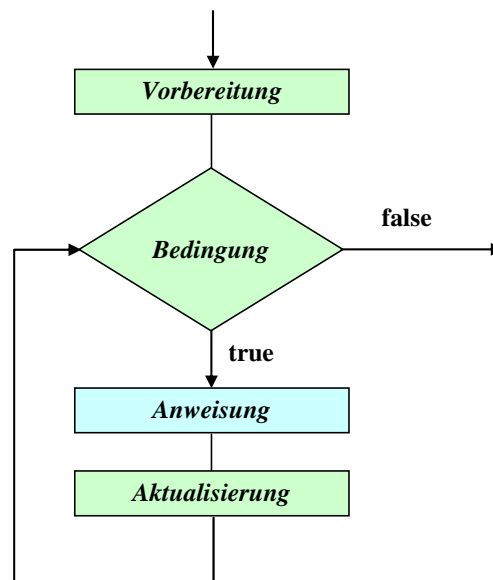 Vorbereitung
false
Bedingung
true
Anweisung
Aktualisierung